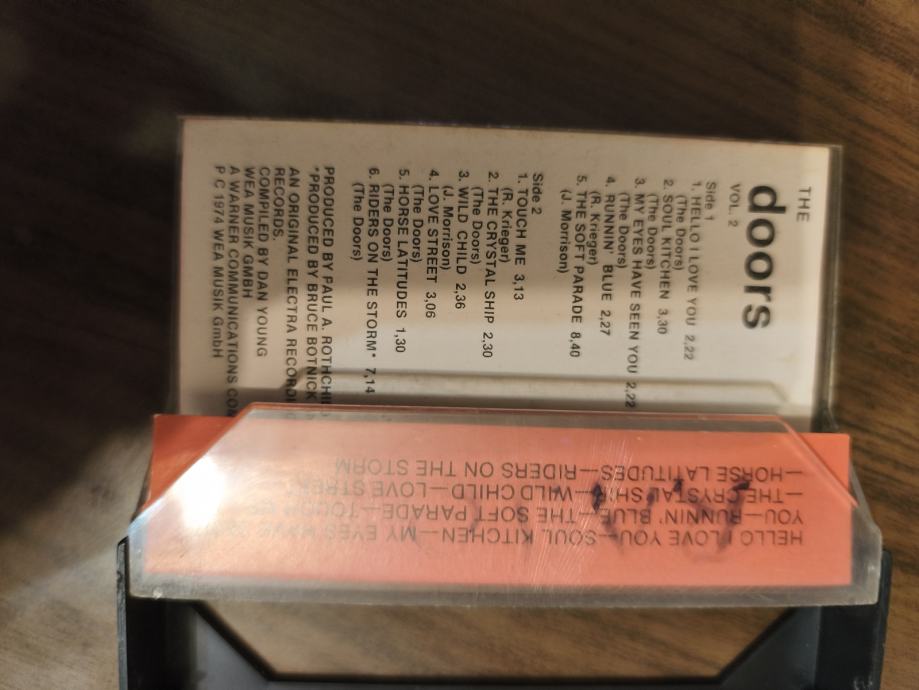 THE
doors
VOL. 2
Side 1
1. HELLO I LOVE YOU 2,22
(The Doors)
2. SOUL KITCHEN 3,30
(The Doors)
3. MY EYES HAVE SEEN YOU 2,22
(The Doors)
4. RUNNIN' BLUE 2,27
(R. Krieger)
5. THE SOFT PARADE 8,40
(J. Morrison)
Side 2
1. TOUCH ME 3,13
(R. Krieger)
2. THE CRYSTAL SHIP 2,30
(The Doors)
3. WILD CHILD 2,36
(J. Morrison)
4. LOVE STREET 3,06
(The Doors)
5. HORSE LATITUDES 1,30
(The Doors)
6. RIDERS ON THE STORM* 7,14
(The Doors)
PRODUCED BY PAUL A. ROTHCHILD
*PRODUCED BY BRUCE BOTNICK
AN ORIGINAL ELECTRA RECORD
RECORDS.
COMPILED BY DAN YOUNG
WEA MUSIK GMBH
A WARNER COMMUNICATIONS
P C 1974 WEA MUSIK GmbH
HELLO I LOVE YOU—SOUL KITCHEN—MY EYES HAVE
YOU—RUNNIN' BLUE—THE SOFT PARADE—TOUCH ME
—THE CRYSTAL SHIP—WILD CHILD—LOVE STREET
—HORSE LATITUDES—RIDERS ON THE STORM